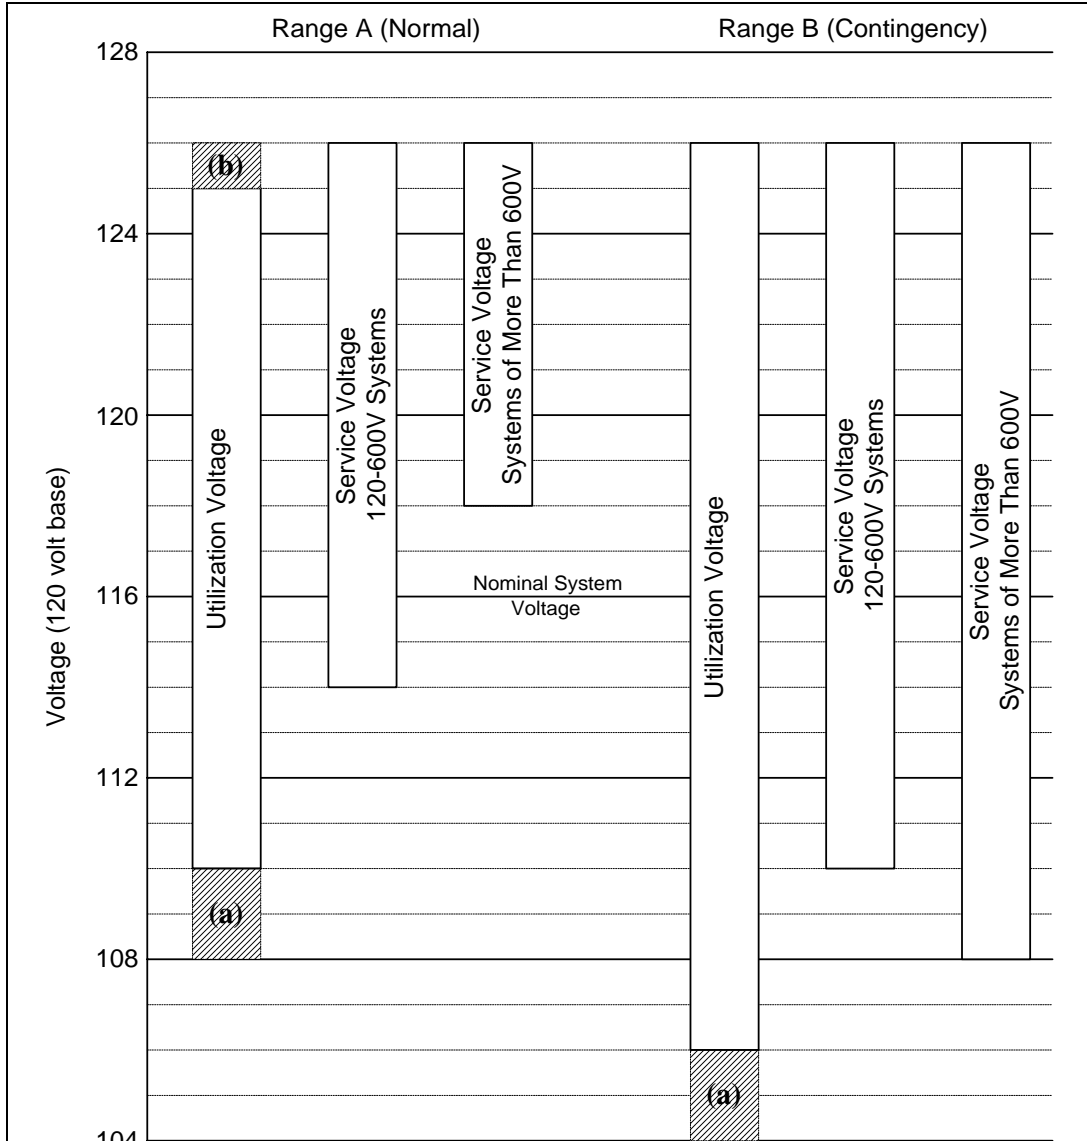 Range A (Normal)
Range B (Contingency)
128
124
120
116
112
108
104
Voltage (120 volt base)
(b)
Utilization Voltage
(a)
Service Voltage
120-600V Systems
Service Voltage
Systems of More Than 600V
Nominal System
Voltage
Utilization Voltage
(a)
Service Voltage
120-600V Systems
Service Voltage
Systems of More Than 600V